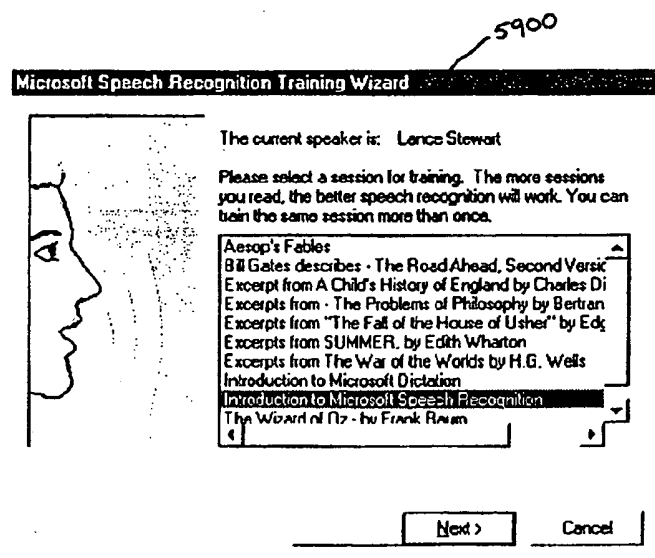 5900
Microsoft Speech Recognition Training Wizard
The current speaker is: Lance Stewart
Please select a session for training. The more sessions
you read, the better speech recognition will work. You can
train the same session more than once.
Aesop's Fables
Bill Gates describes - The Road Ahead, Second Versic
Excerpt from A Child's History of England by Charles Di
Excerpts from - The Problems of Philosophy by Bertran
Excerpts from "The Fall of the House of Usher" by Edg
Excerpts from SUMMER, by Edith Wharton
Excerpts from The War of the Worlds by H.G. Wells
Introduction to Microsoft Dictation
Introduction to Microsoft Speech Recognition
The Wizard of Oz - by Frank Baum
Next >
Cancel